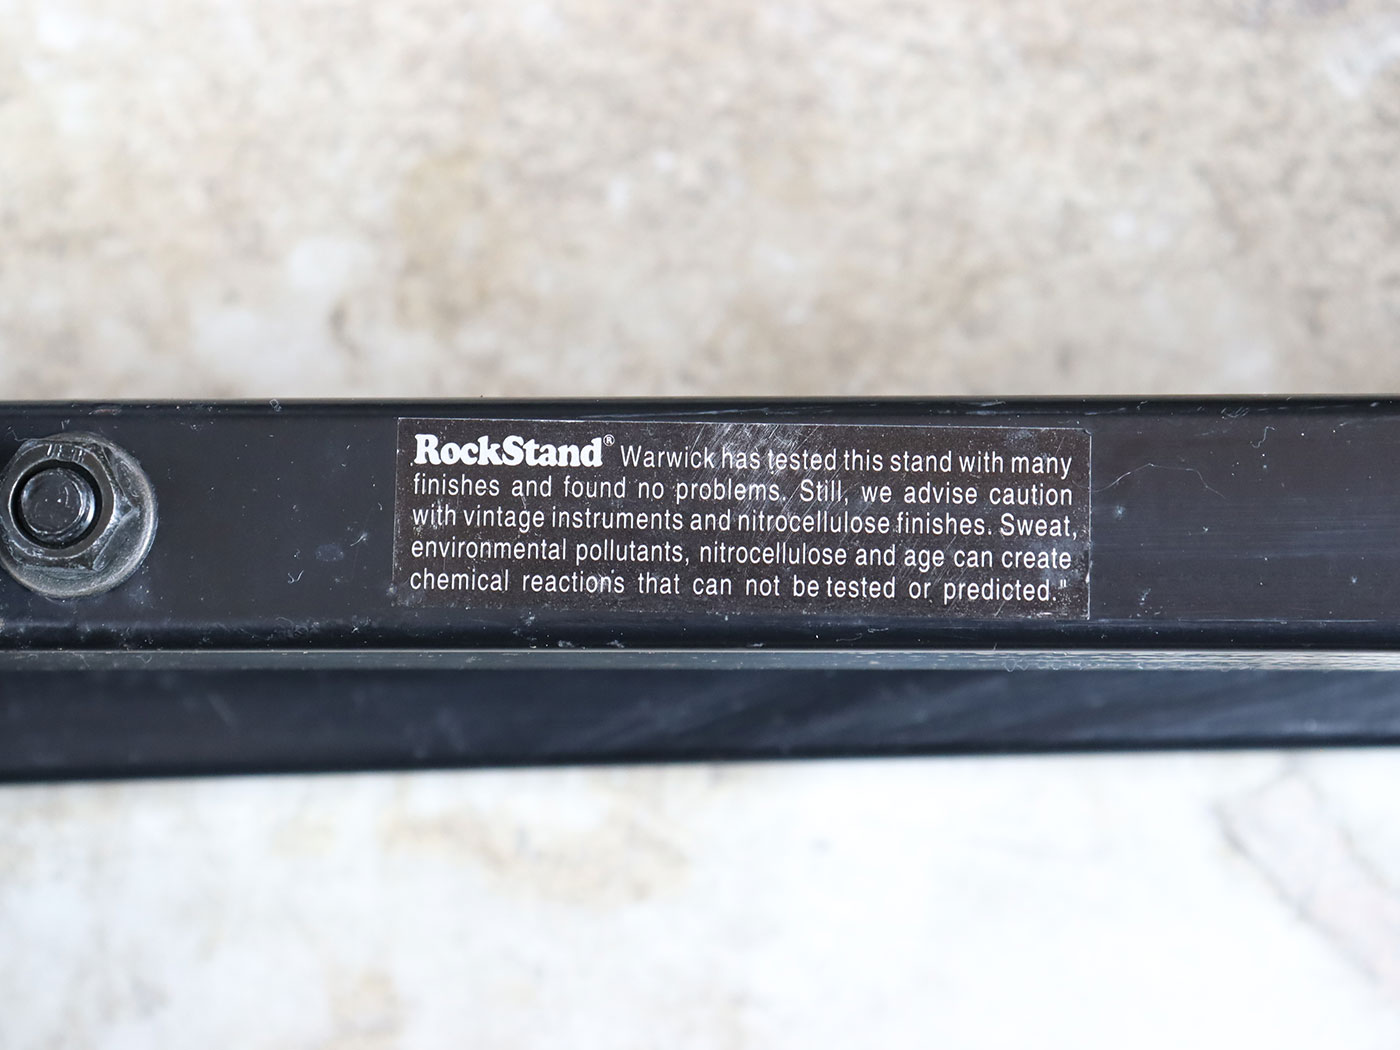 RockStand® Warwick has tested this stand with many
finishes and found no problems. Still, we advise caution
with vintage instruments and nitrocellulose finishes. Sweat,
environmental pollutants, nitrocellulose and age can create
chemical reactions that can not be tested or predicted."